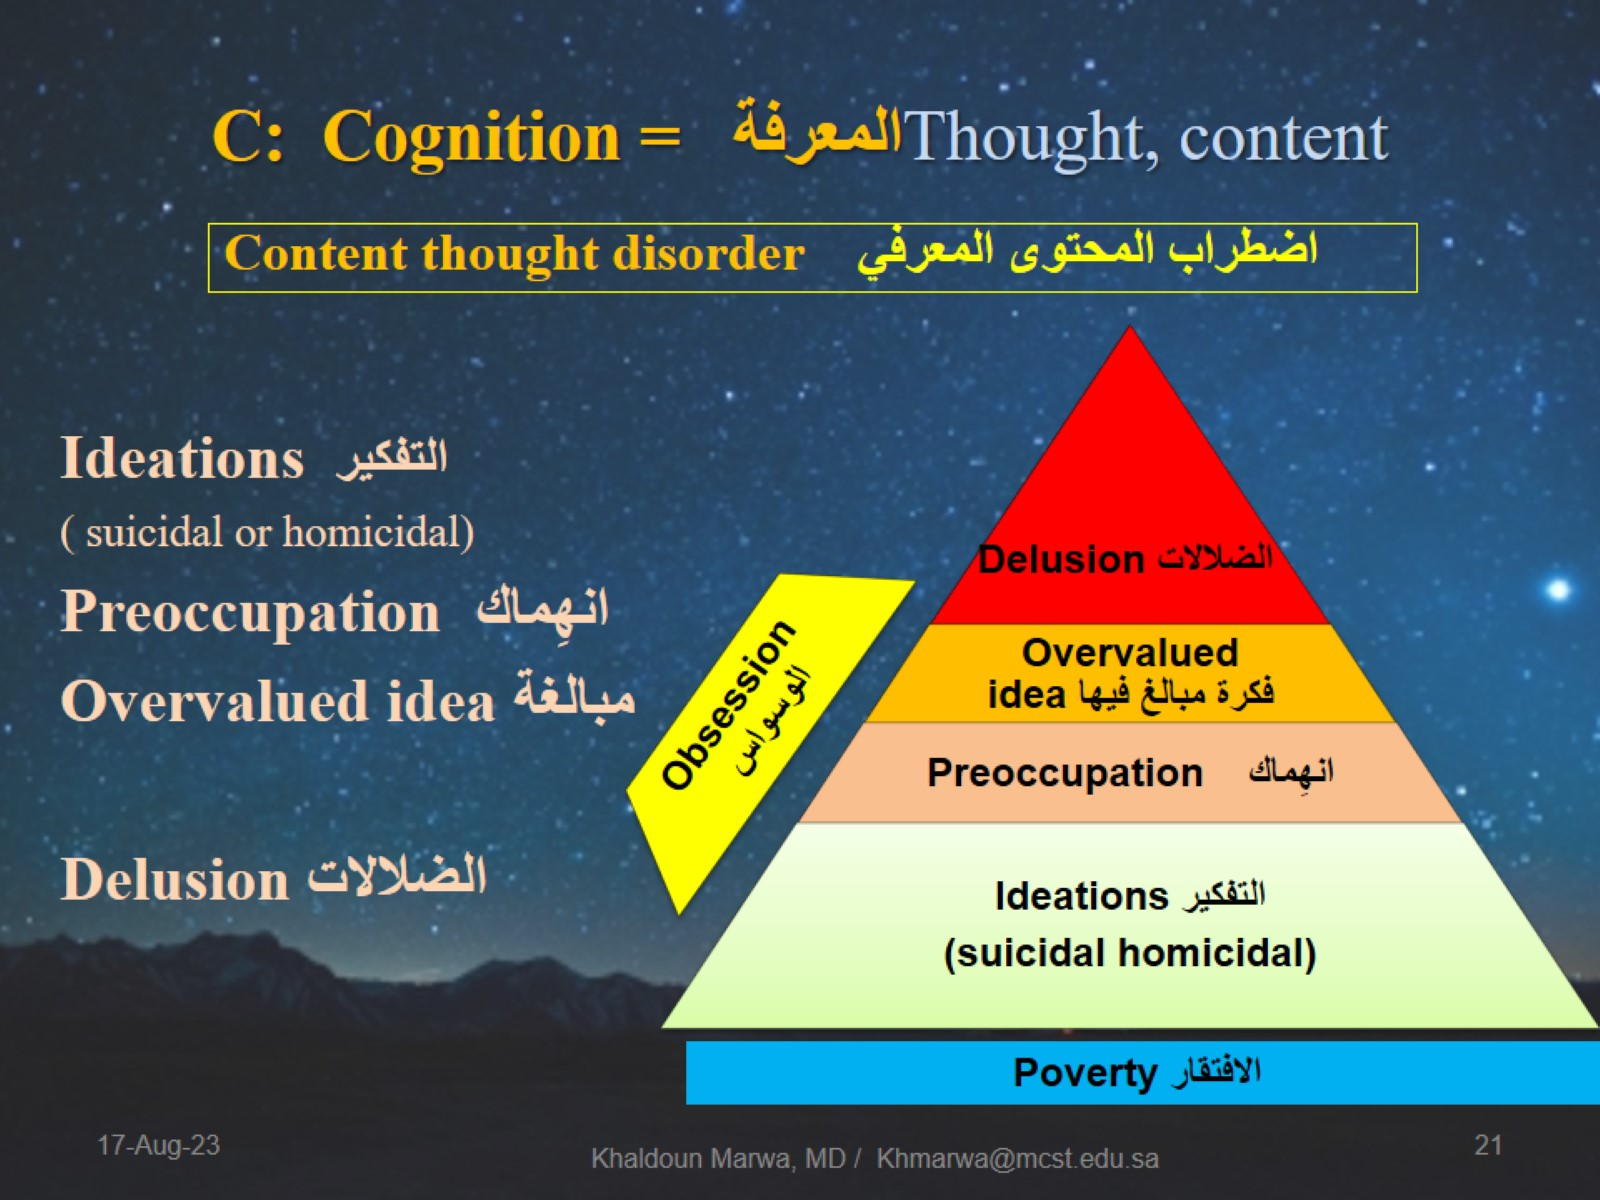 C: Cognition = المعرفة Thought, content
Content thought disorder اضطراب المحتوى المعرفي
Ideations التفكير
( suicidal or homicidal)
Preoccupation انهِماك
Overvalued idea مبالغة
Delusion الضلالات
Obsession
الوسواس
Delusion الضلالات
Overvalued
idea فكرة مبالغ فيها
Preoccupation انهِماك
Ideations التفكير
(suicidal homicidal)
Poverty الافتقار
17-Aug-23
Khaldoun Marwa, MD / Khmarwa@mcst.edu.sa
21